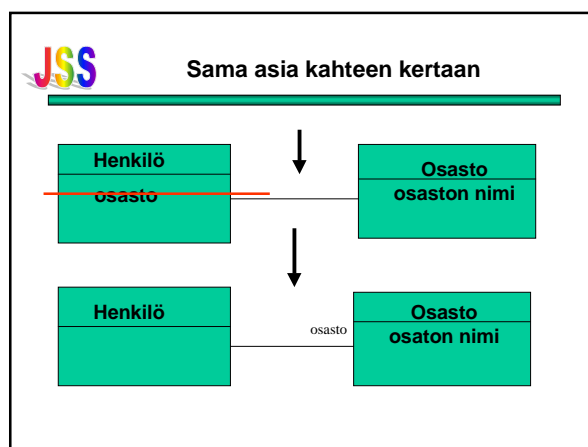 JSS
Sama asia kahteen kertaan
Henkilö
osasto
Osasto
osaston nimi
Henkilö
osasto
Osasto
osaton nimi